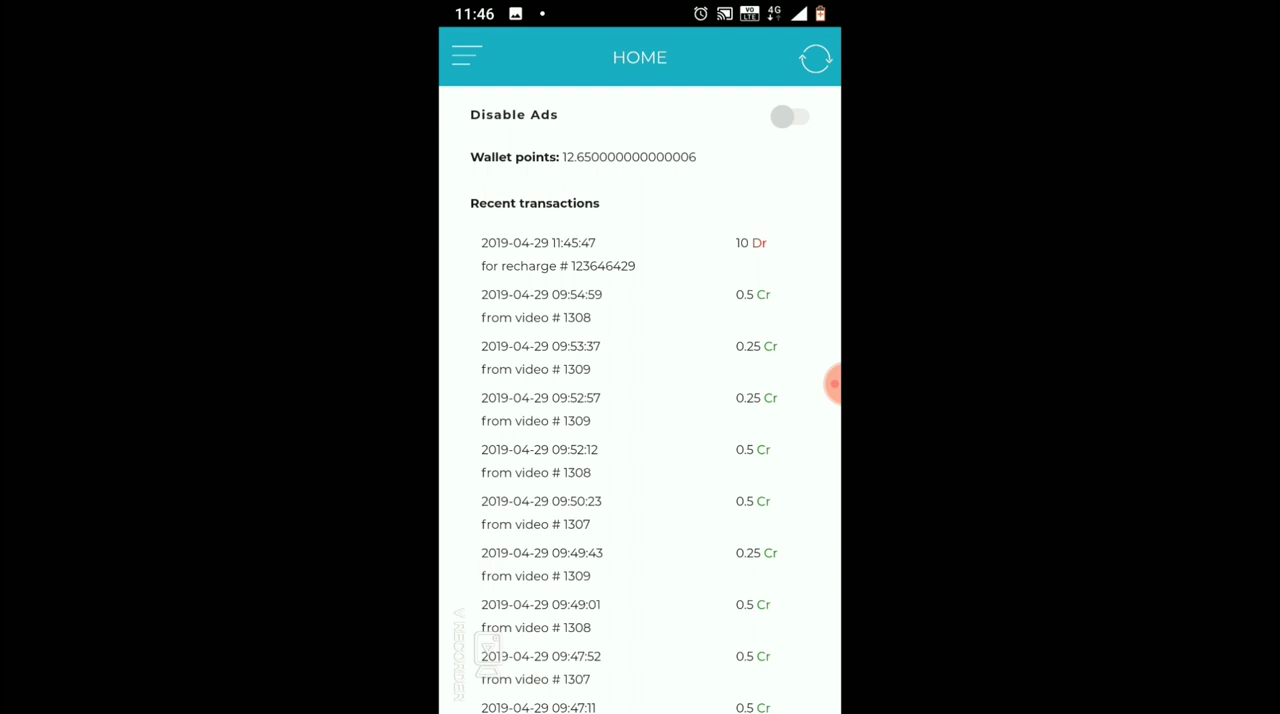 11:46
VO LTE 4G
HOME
Disable Ads
Wallet points: 12.650000000000006
Recent transactions
2019-04-29 11:45:47 10 Dr
for recharge # 123646429
2019-04-29 09:54:59 0.5 Cr
from video # 1308
2019-04-29 09:53:37 0.25 Cr
from video # 1309
2019-04-29 09:52:57 0.25 Cr
from video # 1309
2019-04-29 09:52:12 0.5 Cr
from video # 1308
2019-04-29 09:50:23 0.5 Cr
from video # 1307
2019-04-29 09:49:43 0.25 Cr
from video # 1309
2019-04-29 09:49:01 0.5 Cr
from video # 1308
2019-04-29 09:47:52 0.5 Cr
from video # 1307
2019-04-29 09:47:11 0.5 Cr
V RECORDER